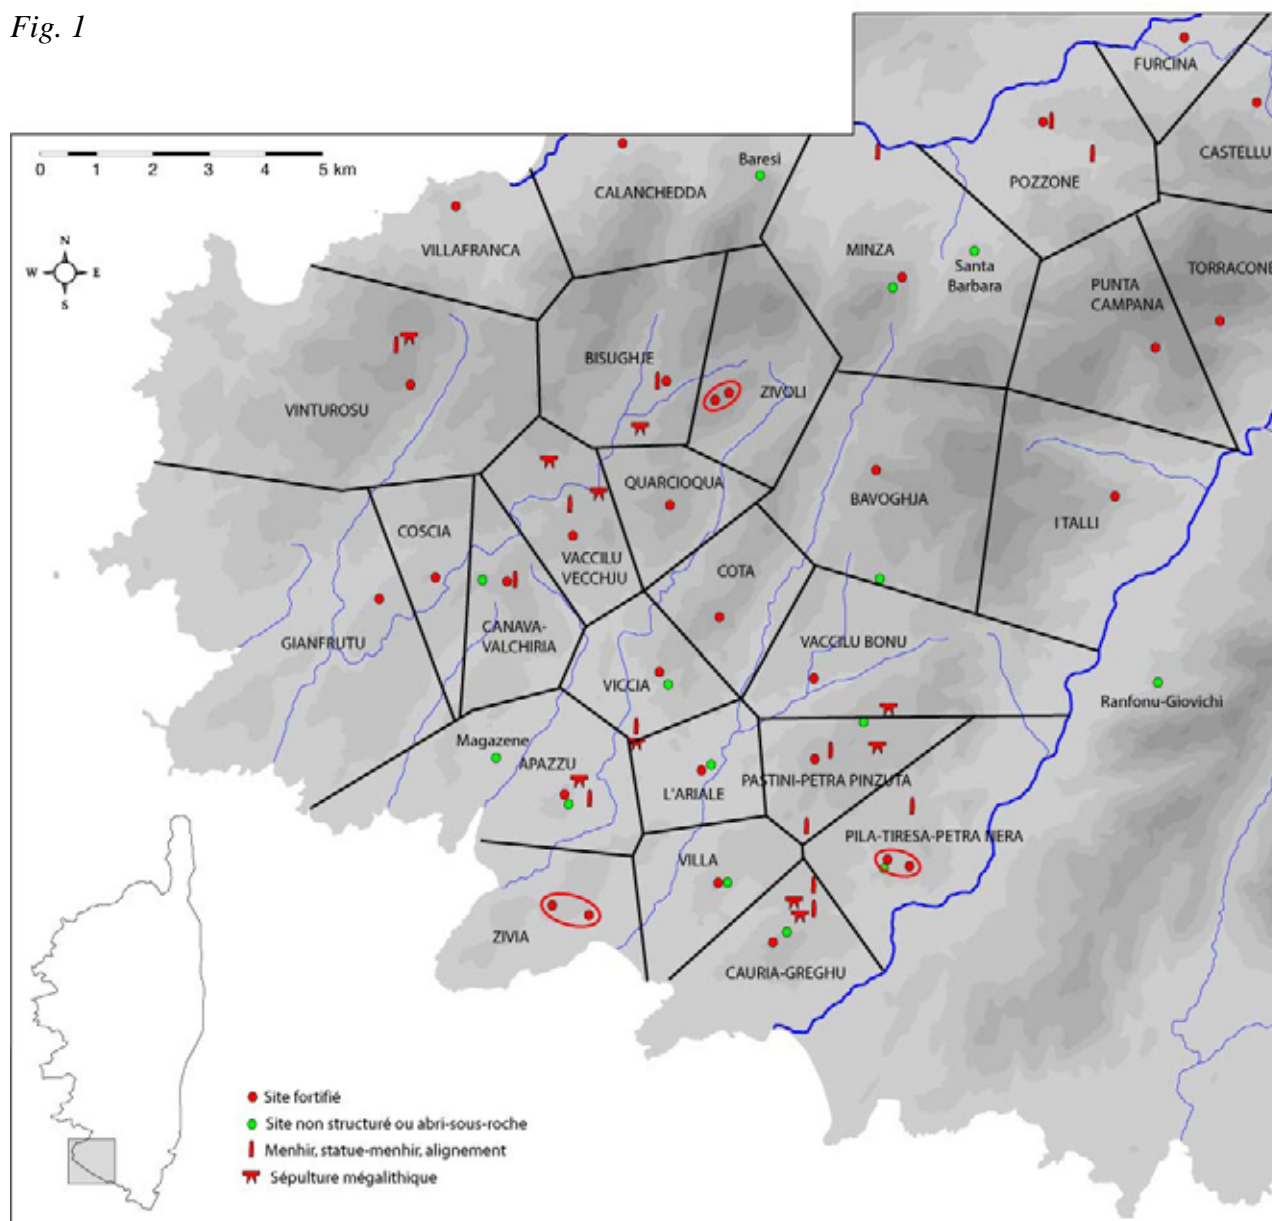 Fig. 1
FURCINA
0 1 2 3 4 5 km
Baresi
CASTELLU
CALANCHEDDA
POZZONE
VILLAFRANCA
MINZA
Santa
Barbara
TORRACONE
PUNTA
CAMPANA
N
W E
S
BISUGHJE
ZIVOLI
VINTUROSU
QUARCIOQUA
BAVOGHJA
I TALLI
COSCIA
VACCILU
VECCHJU
COTA
GIANFRUTU
CANAVA-
VALCHIRIA
VACCILU BONU
VICCIA
Ranfonu-Giovichi
Magazene
APAZZU
L'ARIALE
PASTINI-PETRA PINZUTA
PILA-TIRESA-PETRA NERA
VILLA
ZIVIA
CAURIA-GREGHU
Site fortifié
Site non structuré ou abri-sous-roche
Menhir, statue-menhir, alignement
Sépulture mégalithique